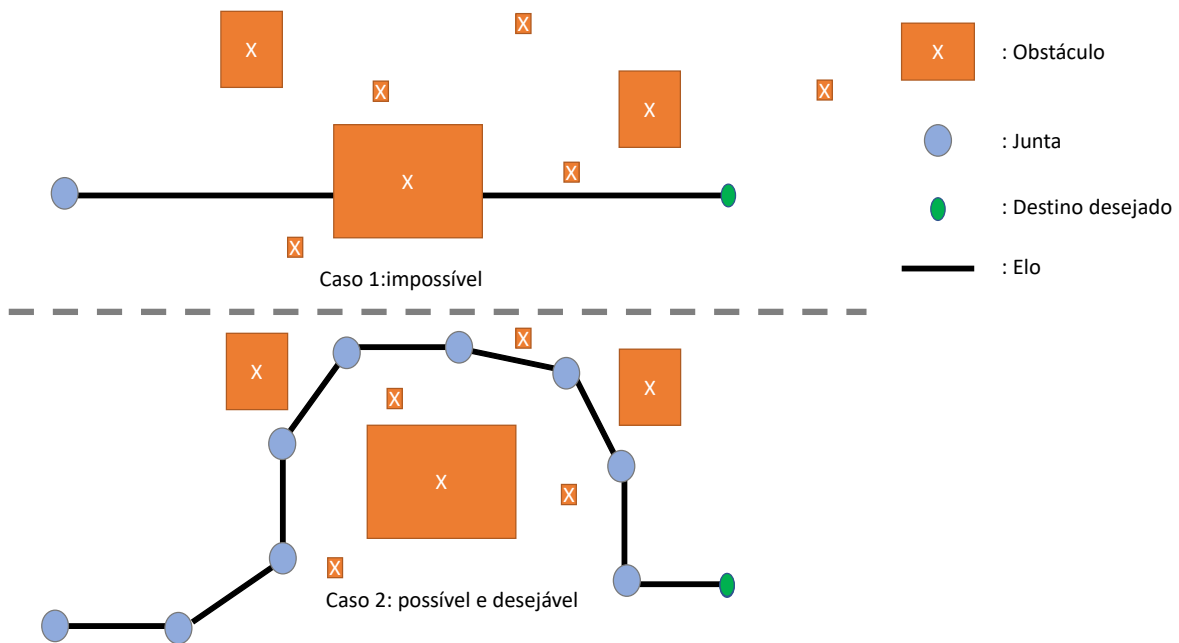 X
X
X
X
X
X
X
X
: Obstáculo
: Junta
: Destino desejado
: Elo
Caso 1:impossível
X
X
X
X
X
X
X
Caso 2: possível e desejável